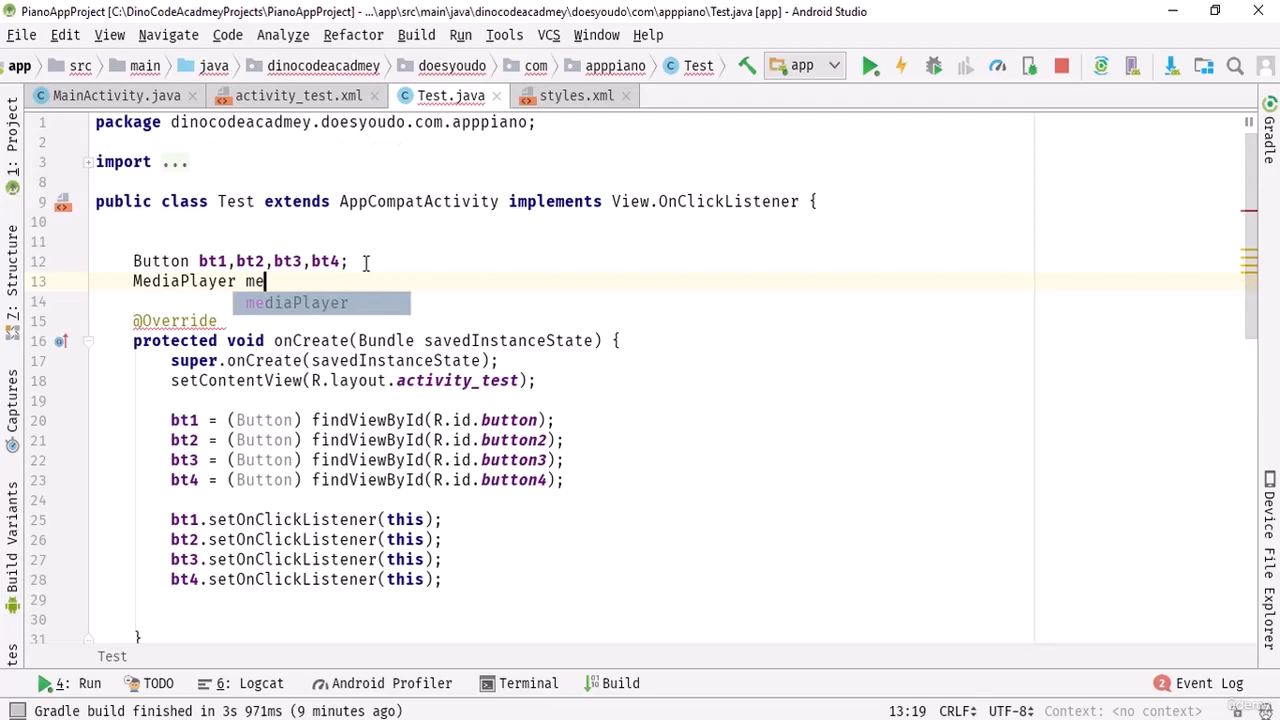 PianoAppProject [C:\DinoCodeAcadmeyProjects\PianoAppProject] - ...\app\src\main\java\dinocodeacadmey\doesyoudo\com\apppiano\Test.java [app] - Android Studio
File Edit View Navigate Code Analyze Refactor Build Run Tools VCS Window Help
app src main java dinocodeacadmey doesyoudo com apppiano Test app
MainActivity.java activity_test.xml Test.java styles.xml
1 package dinocodeacadmey.doesyoudo.com.apppiano;
2
3 import ...
8
9 public class Test extends AppCompatActivity implements View.OnClickListener {
10
11
12 Button bt1,bt2,bt3,bt4;
13 MediaPlayer me
14 mediaPlayer
15 @Override
16 protected void onCreate(Bundle savedInstanceState) {
17 super.onCreate(savedInstanceState);
18 setContentView(R.layout.activity_test);
19
20 bt1 = (Button) findViewById(R.id.button);
21 bt2 = (Button) findViewById(R.id.button2);
22 bt3 = (Button) findViewById(R.id.button3);
23 bt4 = (Button) findViewById(R.id.button4);
24
25 bt1.setOnClickListener(this);
26 bt2.setOnClickListener(this);
27 bt3.setOnClickListener(this);
28 bt4.setOnClickListener(this);
29
30
31 }
Test
1: Project
7: Structure
Captures
Build Variants
tes
Gradle
Device File Explorer
4: Run TODO 6: Logcat Android Profiler Terminal Build 2 Event Log
Gradle build finished in 3s 971ms (9 minutes ago) 13:19 CRLF UTF-8 Context: <no context>